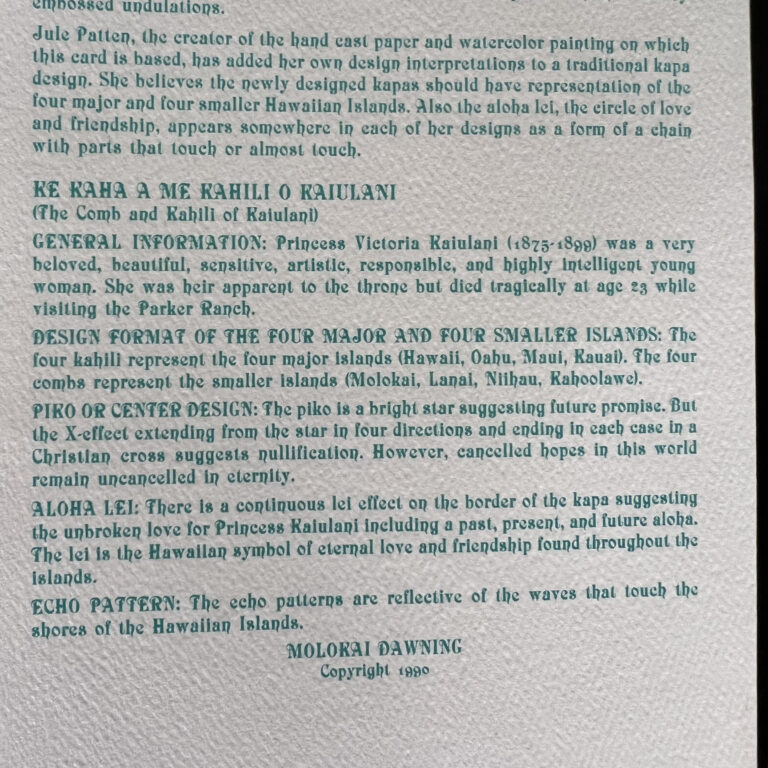 embossed undulations.
Jule Patten, the creator of the hand cast paper and watercolor painting on which
this card is based, has added her own design interpretations to a traditional kapa
design. She believes the newly designed kapas should have representation of the
four major and four smaller Hawaiian Islands. Also the aloha lei, the circle of love
and friendship, appears somewhere in each of her designs as a form of a chain
with parts that touch or almost touch.
KE KAHA A ME KAHILI O KAIULANI
(The Comb and Kahili of Kaiulani)
GENERAL INFORMATION: Princess Victoria Kaiulani (1875-1899) was a very
beloved, beautiful, sensitive, artistic, responsible, and highly intelligent young
woman. She was heir apparent to the throne but died tragically at age 23 while
visiting the Parker Ranch.
DESIGN FORMAT OF THE FOUR MAJOR AND FOUR SMALLER ISLANDS: The
four kahili represent the four major islands (Hawaii, Oahu, Maui, Kauai). The four
combs represent the smaller islands (Molokai, Lanai, Niihau, Kahoolawe).
PIKO OR CENTER DESIGN: The piko is a bright star suggesting future promise. But
the X-effect extending from the star in four directions and ending in each case in a
Christian cross suggests nullification. However, cancelled hopes in this world
remain uncancelled in eternity.
ALOHA LEI: There is a continuous lei effect on the border of the kapa suggesting
the unbroken love for Princess Kaiulani including a past, present, and future aloha.
The lei is the Hawaiian symbol of eternal love and friendship found throughout the
islands.
ECHO PATTERN: The echo patterns are reflective of the waves that touch the
shores of the Hawaiian Islands.
MOLOKAI DAWNING
Copyright 1990